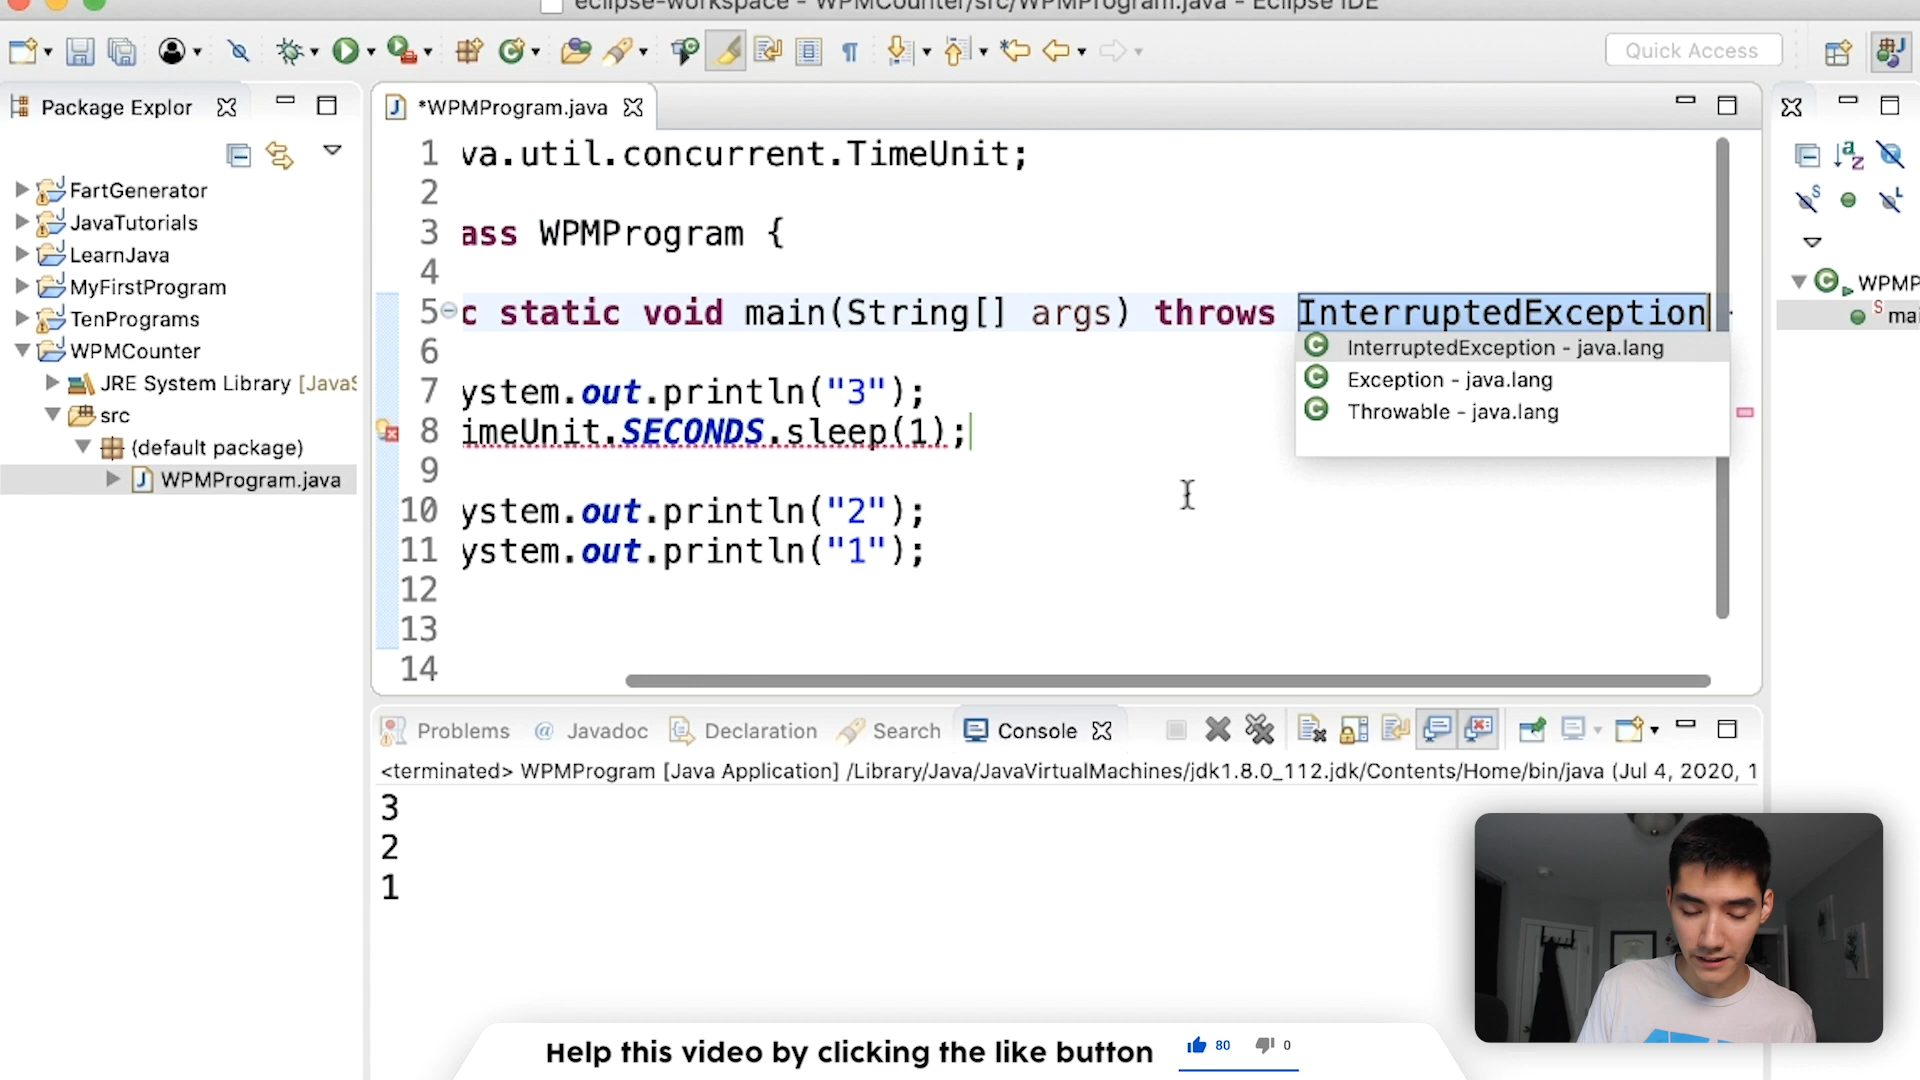 eclipse-workspace - WPMCounter/src/WPMProgram.java - Eclipse IDE
Quick Access
Package Explor
*WPMProgram.java
FartGenerator
JavaTutorials
LearnJava
MyFirstProgram
TenPrograms
WPMCounter
JRE System Library [JavaS
src
(default package)
WPMProgram.java
1 va.util.concurrent.TimeUnit;
2
3 ass WPMProgram {
4
5 c static void main(String[] args) throws InterruptedException
6
7 ystem.out.println("3");
8 imeUnit.SECONDS.sleep(1);
9
10 ystem.out.println("2");
11 ystem.out.println("1");
12
13
14
InterruptedException - java.lang
Exception - java.lang
Throwable - java.lang
WPMP
S mai
Problems @ Javadoc Declaration Search Console
<terminated> WPMProgram [Java Application] /Library/Java/JavaVirtualMachines/jdk1.8.0_112.jdk/Contents/Home/bin/java (Jul 4, 2020, 1
3
2
1
Help this video by clicking the like button 80 0